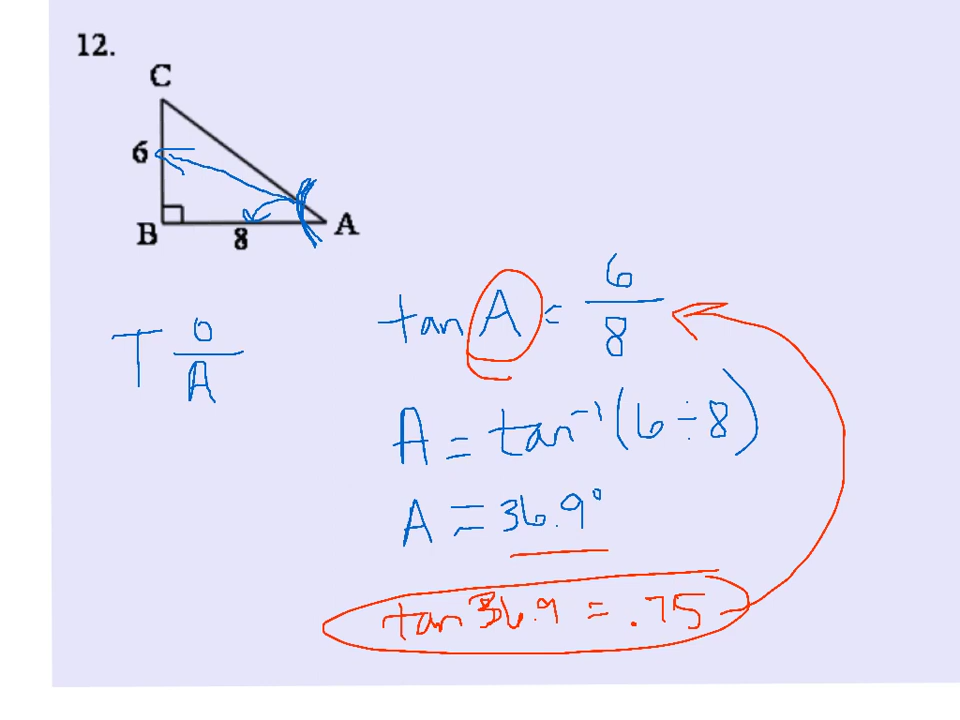 12.
C
6
B
8
A
tan A = 6/8
T O/A
A = tan⁻¹(6÷8)
A = 36.9°
tan 36.9 = .75